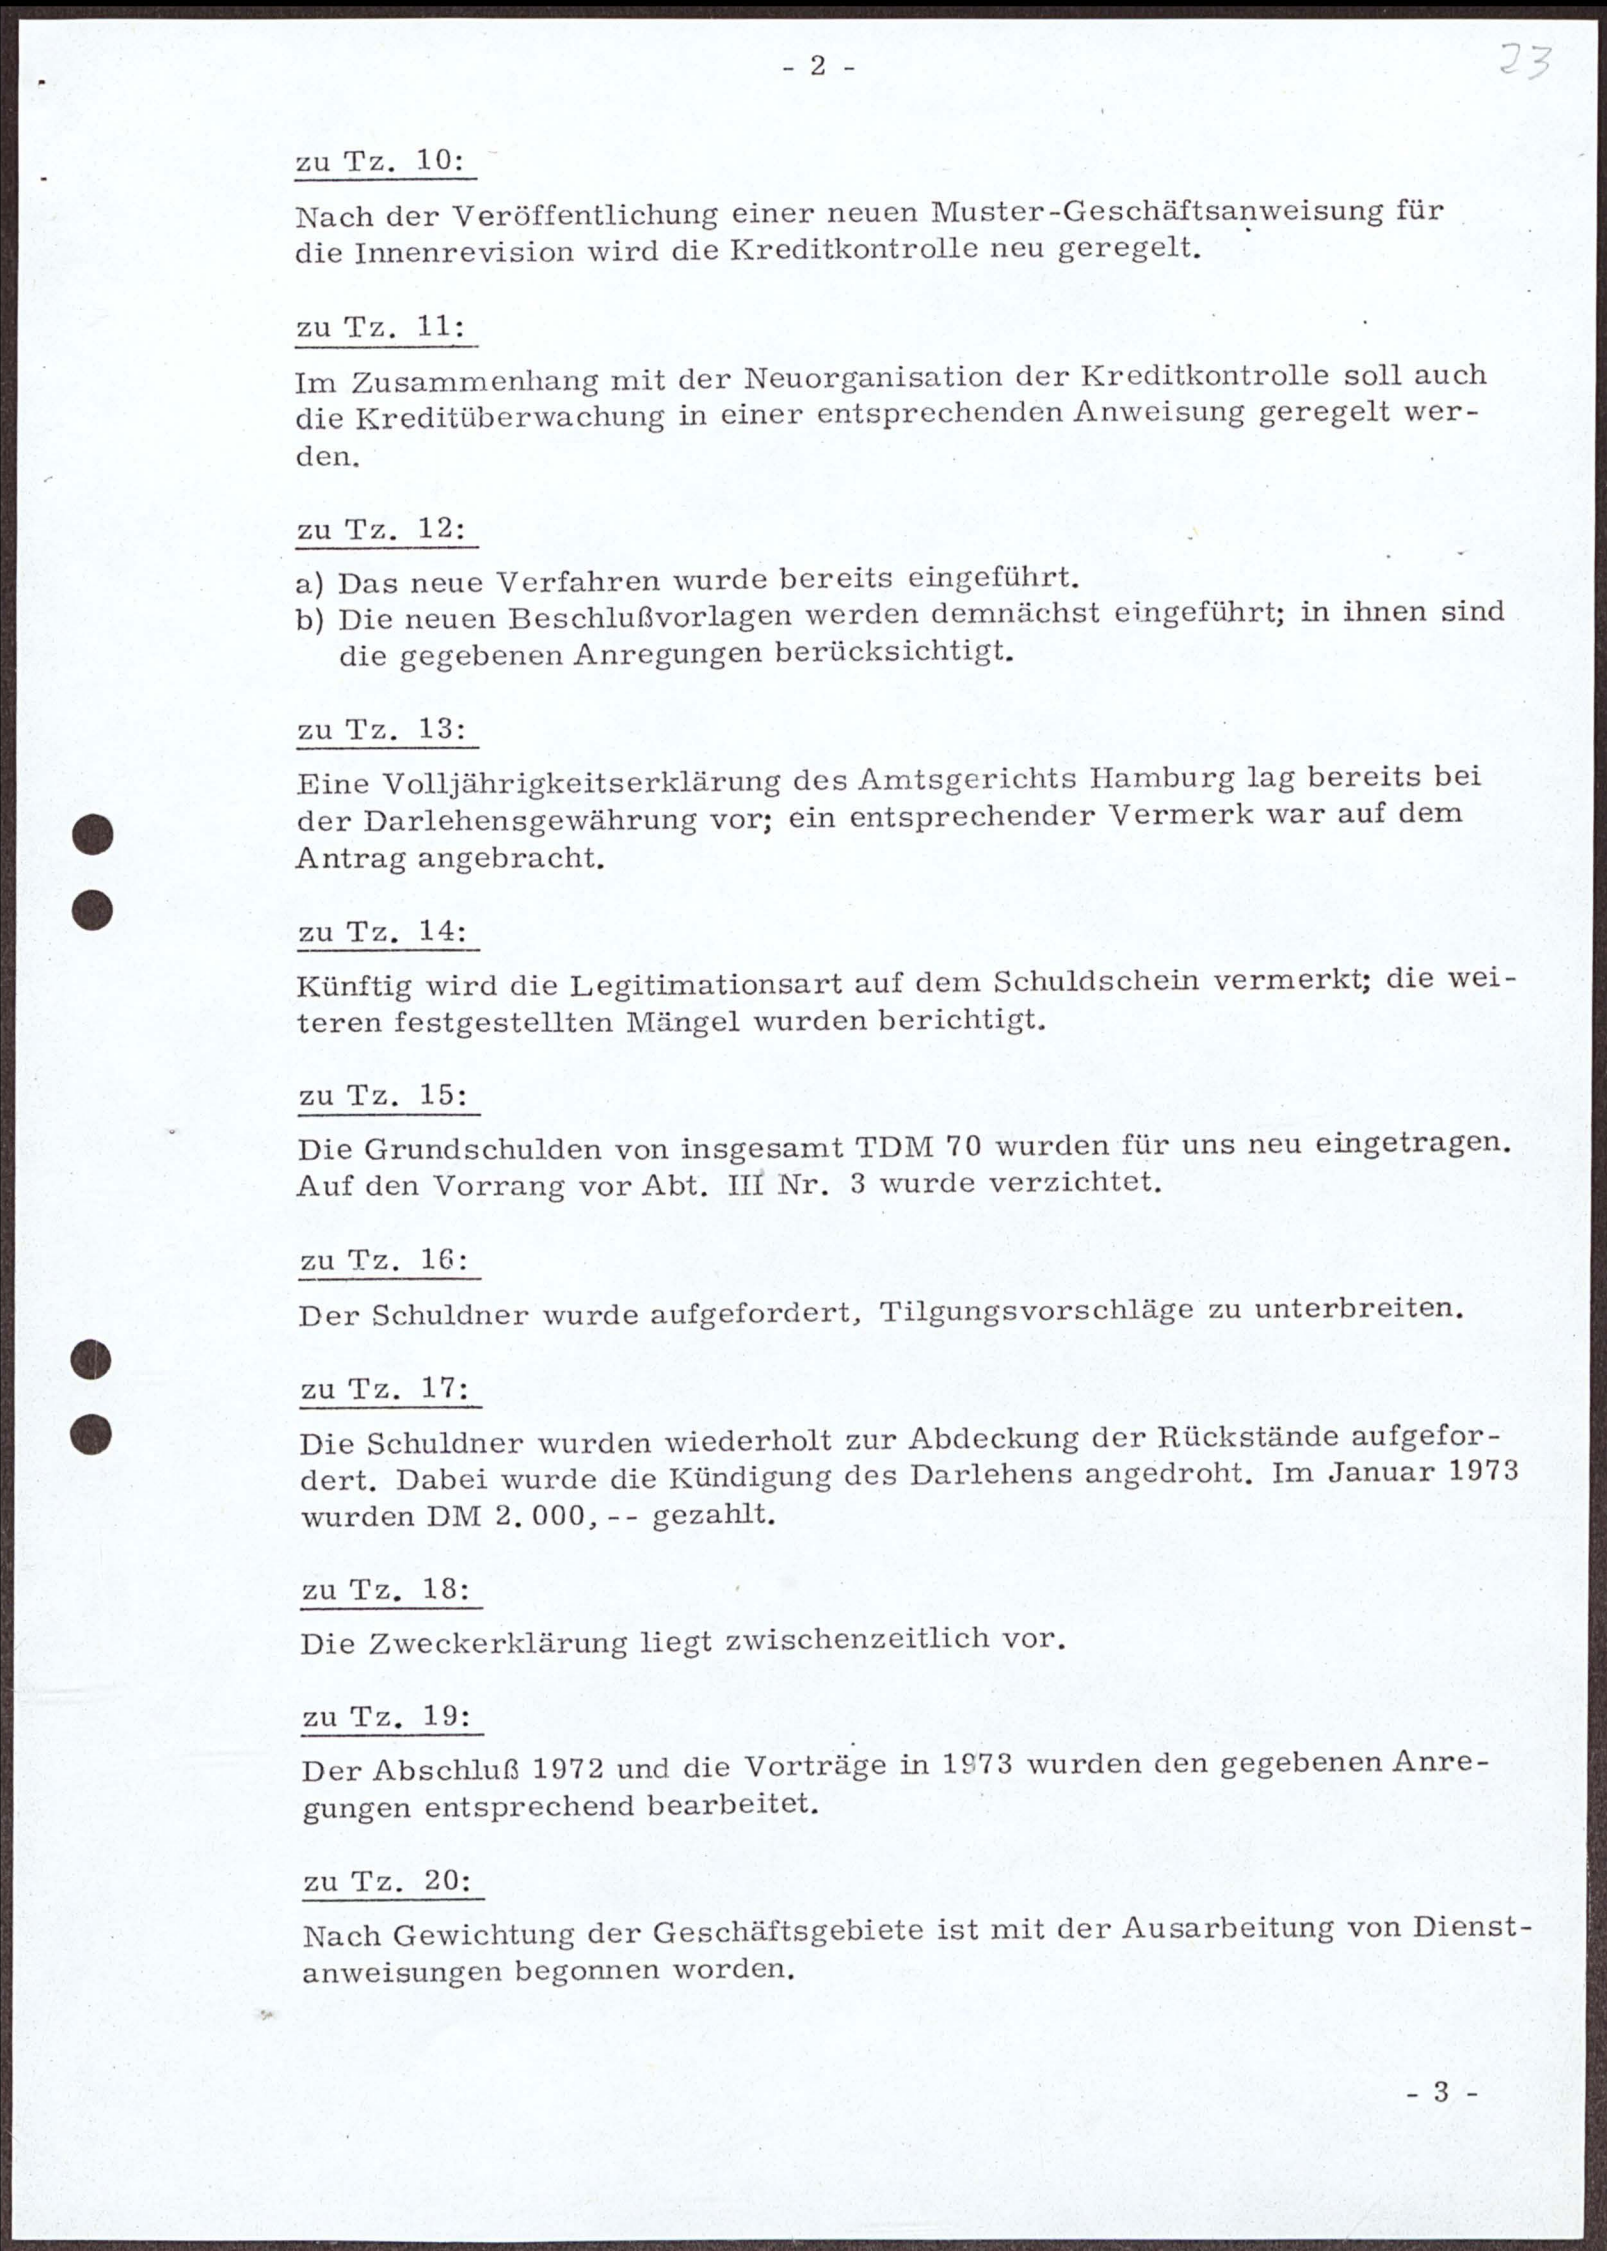 - 2 -
23
zu Tz. 10:
Nach der Veröffentlichung einer neuen Muster-Geschäftsanweisung für
die Innenrevision wird die Kreditkontrolle neu geregelt.
zu Tz. 11:
Im Zusammenhang mit der Neuorganisation der Kreditkontrolle soll auch
die Kreditüberwachung in einer entsprechenden Anweisung geregelt wer-
den.
zu Tz. 12:
a) Das neue Verfahren wurde bereits eingeführt.
b) Die neuen Beschlußvorlagen werden demnächst eingeführt; in ihnen sind
die gegebenen Anregungen berücksichtigt.
zu Tz. 13:
Eine Volljährigkeitserklärung des Amtsgerichts Hamburg lag bereits bei
der Darlehensgewährung vor; ein entsprechender Vermerk war auf dem
Antrag angebracht.
zu Tz. 14:
Künftig wird die Legitimationsart auf dem Schuldschein vermerkt; die wei-
teren festgestellten Mängel wurden berichtigt.
zu Tz. 15:
Die Grundschulden von insgesamt TDM 70 wurden für uns neu eingetragen.
Auf den Vorrang vor Abt. III Nr. 3 wurde verzichtet.
zu Tz. 16:
Der Schuldner wurde aufgefordert, Tilgungsvorschläge zu unterbreiten.
zu Tz. 17:
Die Schuldner wurden wiederholt zur Abdeckung der Rückstände aufgefor-
dert. Dabei wurde die Kündigung des Darlehens angedroht. Im Januar 1973
wurden DM 2.000,-- gezahlt.
zu Tz. 18:
Die Zweckerklärung liegt zwischenzeitlich vor.
zu Tz. 19:
Der Abschluß 1972 und die Vorträge in 1973 wurden den gegebenen Anre-
gungen entsprechend bearbeitet.
zu Tz. 20:
Nach Gewichtung der Geschäftsgebiete ist mit der Ausarbeitung von Dienst-
anweisungen begonnen worden.
- 3 -